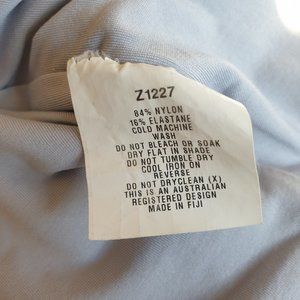 Z1227
84% NYLON
16% ELASTANE
COLD MACHINE
WASH
DO NOT BLEACH OR SOAK
DRY FLAT IN SHADE
DO NOT TUMBLE DRY
COOL IRON ON
REVERSE
DO NOT DRYCLEAN (X)
THIS IS AN AUSTRALIAN
REGISTERED DESIGN
MADE IN FIJI